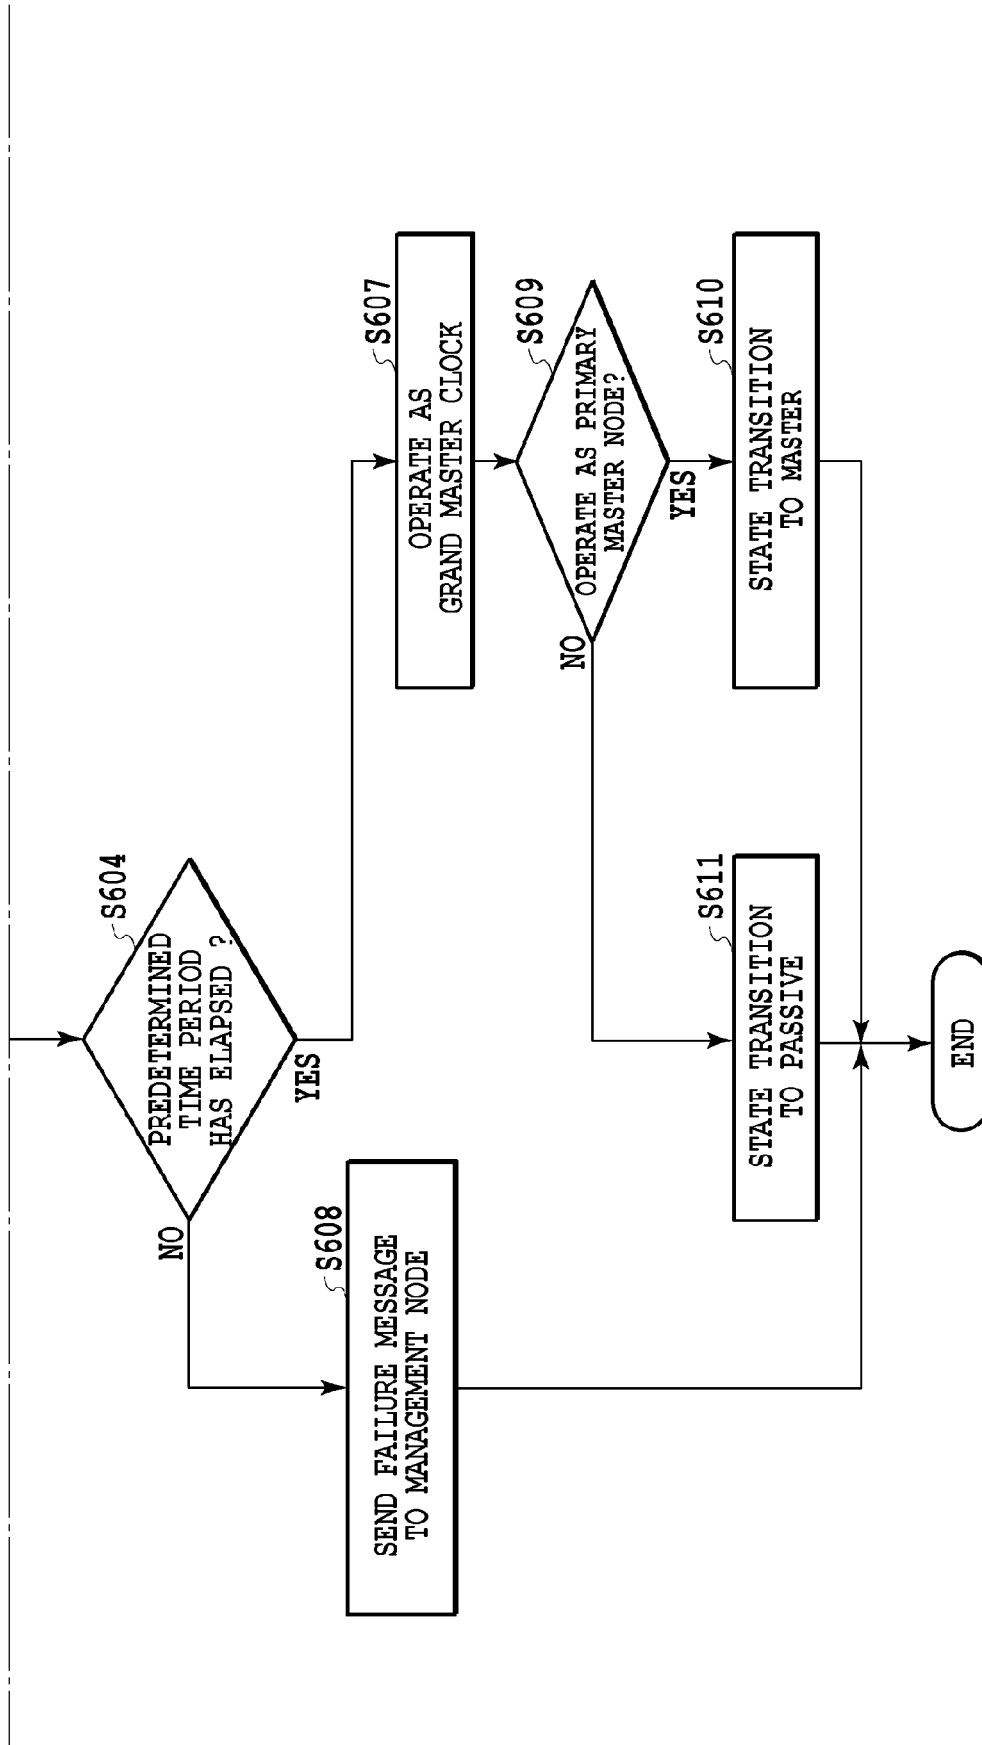 S604
PREDETERMINED
TIME PERIOD
HAS ELAPSED ?
NO
YES
S608
SEND FAILURE MESSAGE
TO MANAGEMENT NODE
S607
OPERATE AS
GRAND MASTER CLOCK
S609
OPERATE AS PRIMARY
MASTER NODE?
NO
YES
S611
STATE TRANSITION
TO PASSIVE
S610
STATE TRANSITION
TO MASTER
END